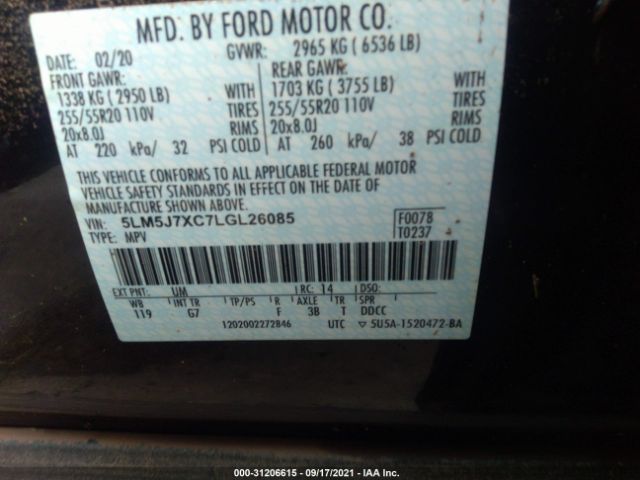 MFD. BY FORD MOTOR CO.
DATE: 02/20 GVWR: 2965 KG ( 6536 LB)
FRONT GAWR: REAR GAWR:
1338 KG ( 2950 LB) WITH 1703 KG ( 3755 LB) WITH
255/55R20 110V TIRES 255/55R20 110V TIRES
20x8.0J RIMS 20x8.0J RIMS
AT 220 kPa/ 32 PSI COLD AT 260 kPa/ 38 PSI COLD
THIS VEHICLE CONFORMS TO ALL APPLICABLE FEDERAL MOTOR
VEHICLE SAFETY STANDARDS IN EFFECT ON THE DATE OF
MANUFACTURE SHOWN ABOVE.
VIN: 5LM5J7XC7LGL26085 F0078
TYPE: MPV T0237
EXT PNT: UM RC: 14 DSO:
WB INT TR TP/PS R AXLE TR SPR
119 G7 F 3B T DDCC
1202002272846 UTC ▽ 5U5A-1520472-BA
000-31206615 - 09/17/2021 - IAA Inc.